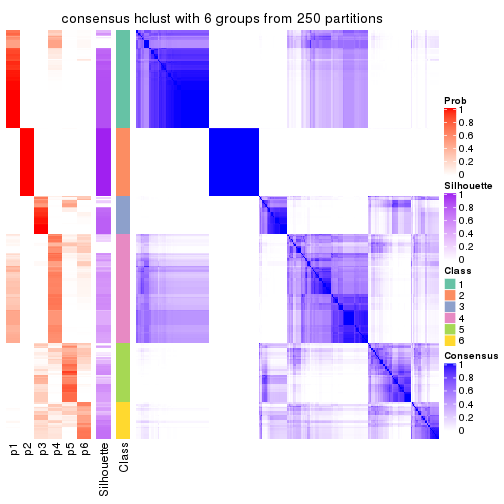 consensus hclust with 6 groups from 250 partitions
Prob
1
0.8
0.6
0.4
0.2
0
Silhouette
1
0.8
0.6
0.4
0.2
0
Class
1
2
3
4
5
6
Consensus
1
0.8
0.6
0.4
0.2
0
p1
p2
p3
p4
p5
p6
Silhouette
Class